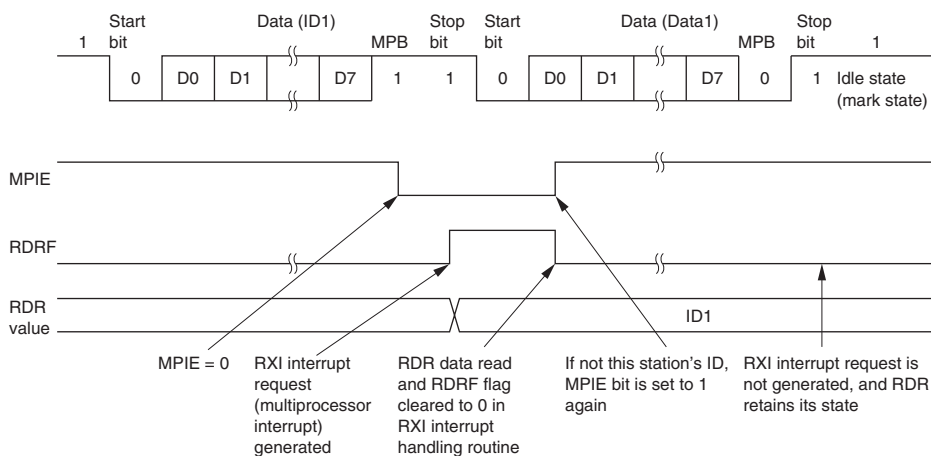 Start bit Data (ID1) Stop bit Start bit Data (Data1) Stop bit
1 MPB MPB 1
0 D0 D1 D7 1 1 0 D0 D1 D7 0 1 Idle state (mark state)
MPIE
RDRF
RDR value
ID1
MPIE = 0
RXI interrupt
request
(multiprocessor
interrupt)
generated
RDR data read
and RDRF flag
cleared to 0 in
RXI interrupt
handling routine
If not this station's ID,
MPIE bit is set to 1
again
RXI interrupt request is
not generated, and RDR
retains its state